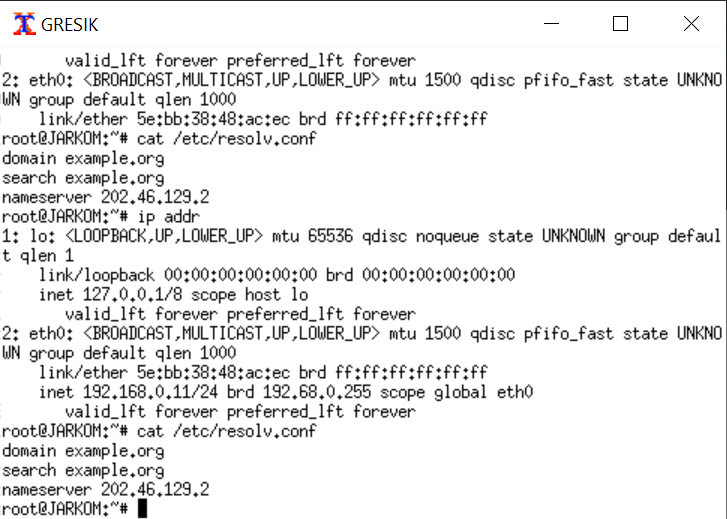 GRESIK
valid_lft forever preferred_lft forever
2: eth0: <BROADCAST,MULTICAST,UP,LOWER_UP> mtu 1500 qdisc pfifo_fast state UNKNO
WN group default qlen 1000
link/ether 5e:bb:38:48:ac:ec brd ff:ff:ff:ff:ff:ff
root@JARKOM:~# cat /etc/resolv.conf
domain example.org
search example.org
nameserver 202.46.129.2
root@JARKOM:~# ip addr
1: lo: <LOOPBACK,UP,LOWER_UP> mtu 65536 qdisc noqueue state UNKNOWN group defaul
t qlen 1
link/loopback 00:00:00:00:00:00 brd 00:00:00:00:00:00
inet 127.0.0.1/8 scope host lo
valid_lft forever preferred_lft forever
2: eth0: <BROADCAST,MULTICAST,UP,LOWER_UP> mtu 1500 qdisc pfifo_fast state UNKNO
WN group default qlen 1000
link/ether 5e:bb:38:48:ac:ec brd ff:ff:ff:ff:ff:ff
inet 192.168.0.11/24 brd 192.68.0.255 scope global eth0
valid_lft forever preferred_lft forever
root@JARKOM:~# cat /etc/resolv.conf
domain example.org
search example.org
nameserver 202.46.129.2
root@JARKOM:~#